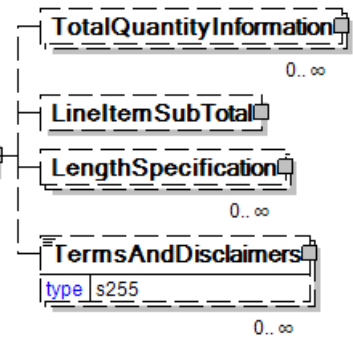 TotalQuantityInformation
0.. ∞
LineItemSubTotal
LengthSpecification
0.. ∞
TermsAndDisclaimers
type s255
0.. ∞